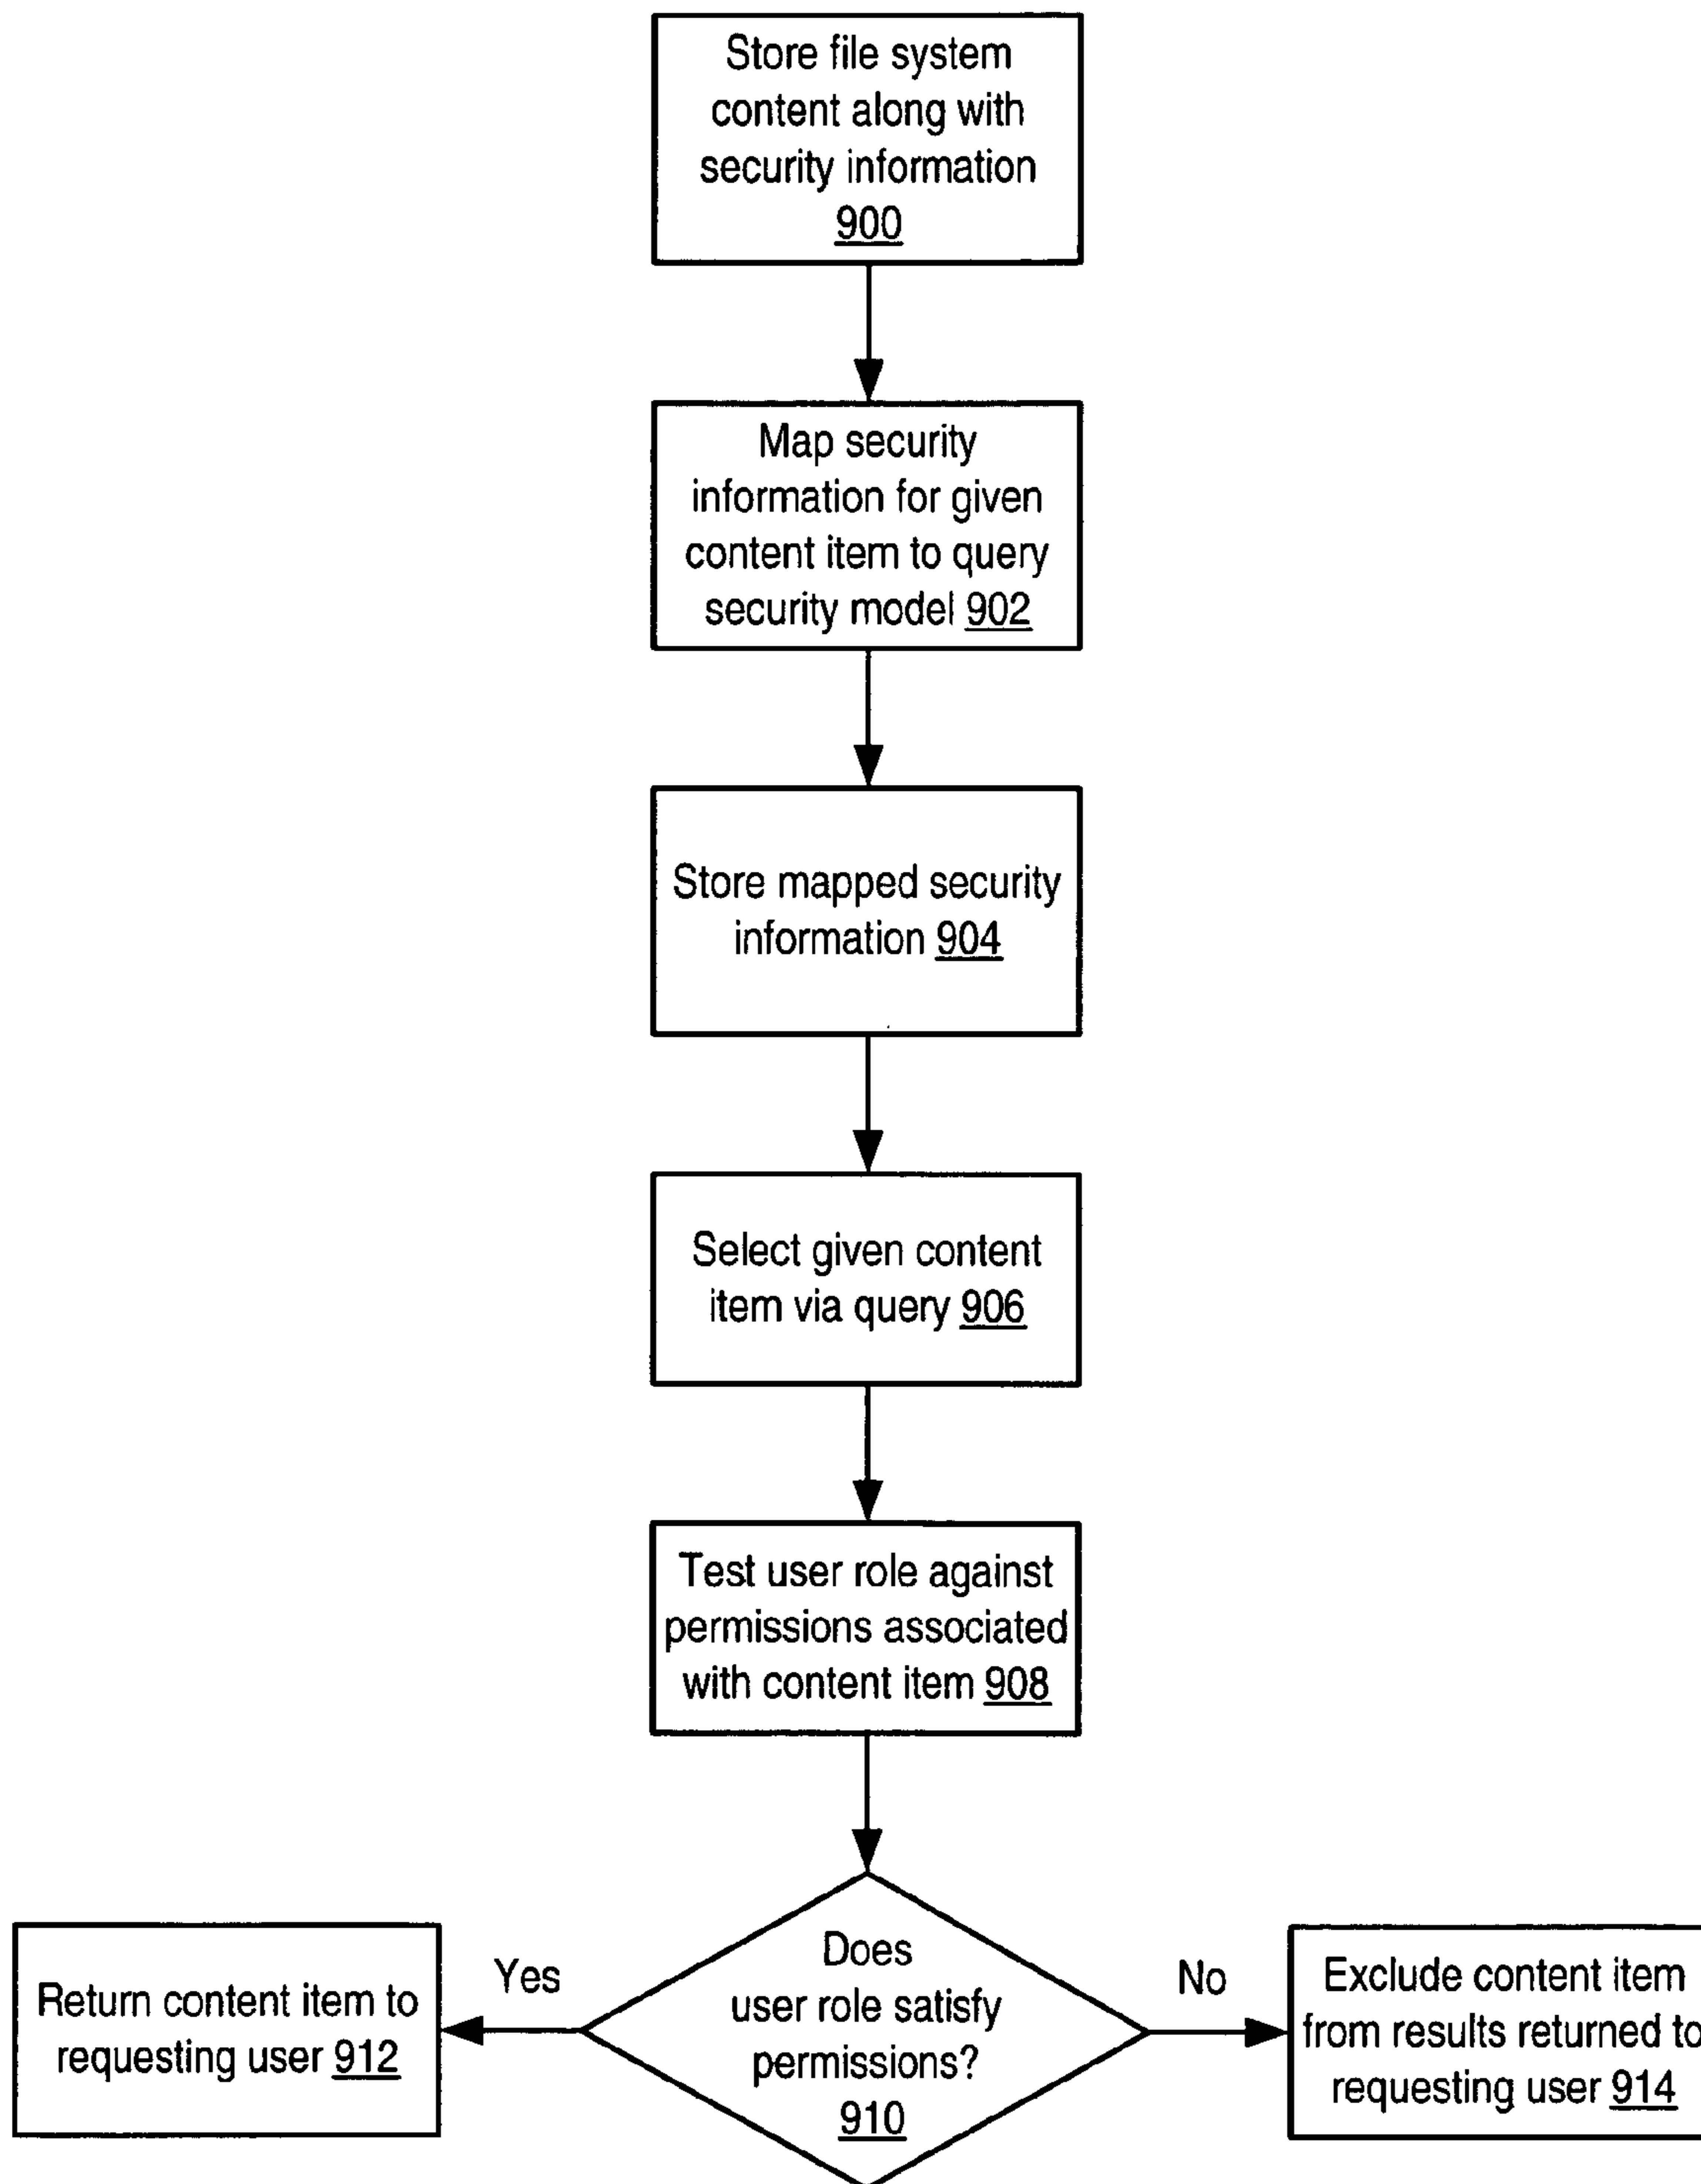 Store file system
content along with
security information
900
Map security
information for given
content item to query
security model 902
Store mapped security
information 904
Select given content
item via query 906
Test user role against
permissions associated
with content item 908
Does
user role satisfy
permissions?
910
Yes
No
Return content item to
requesting user 912
Exclude content item
from results returned to
requesting user 914